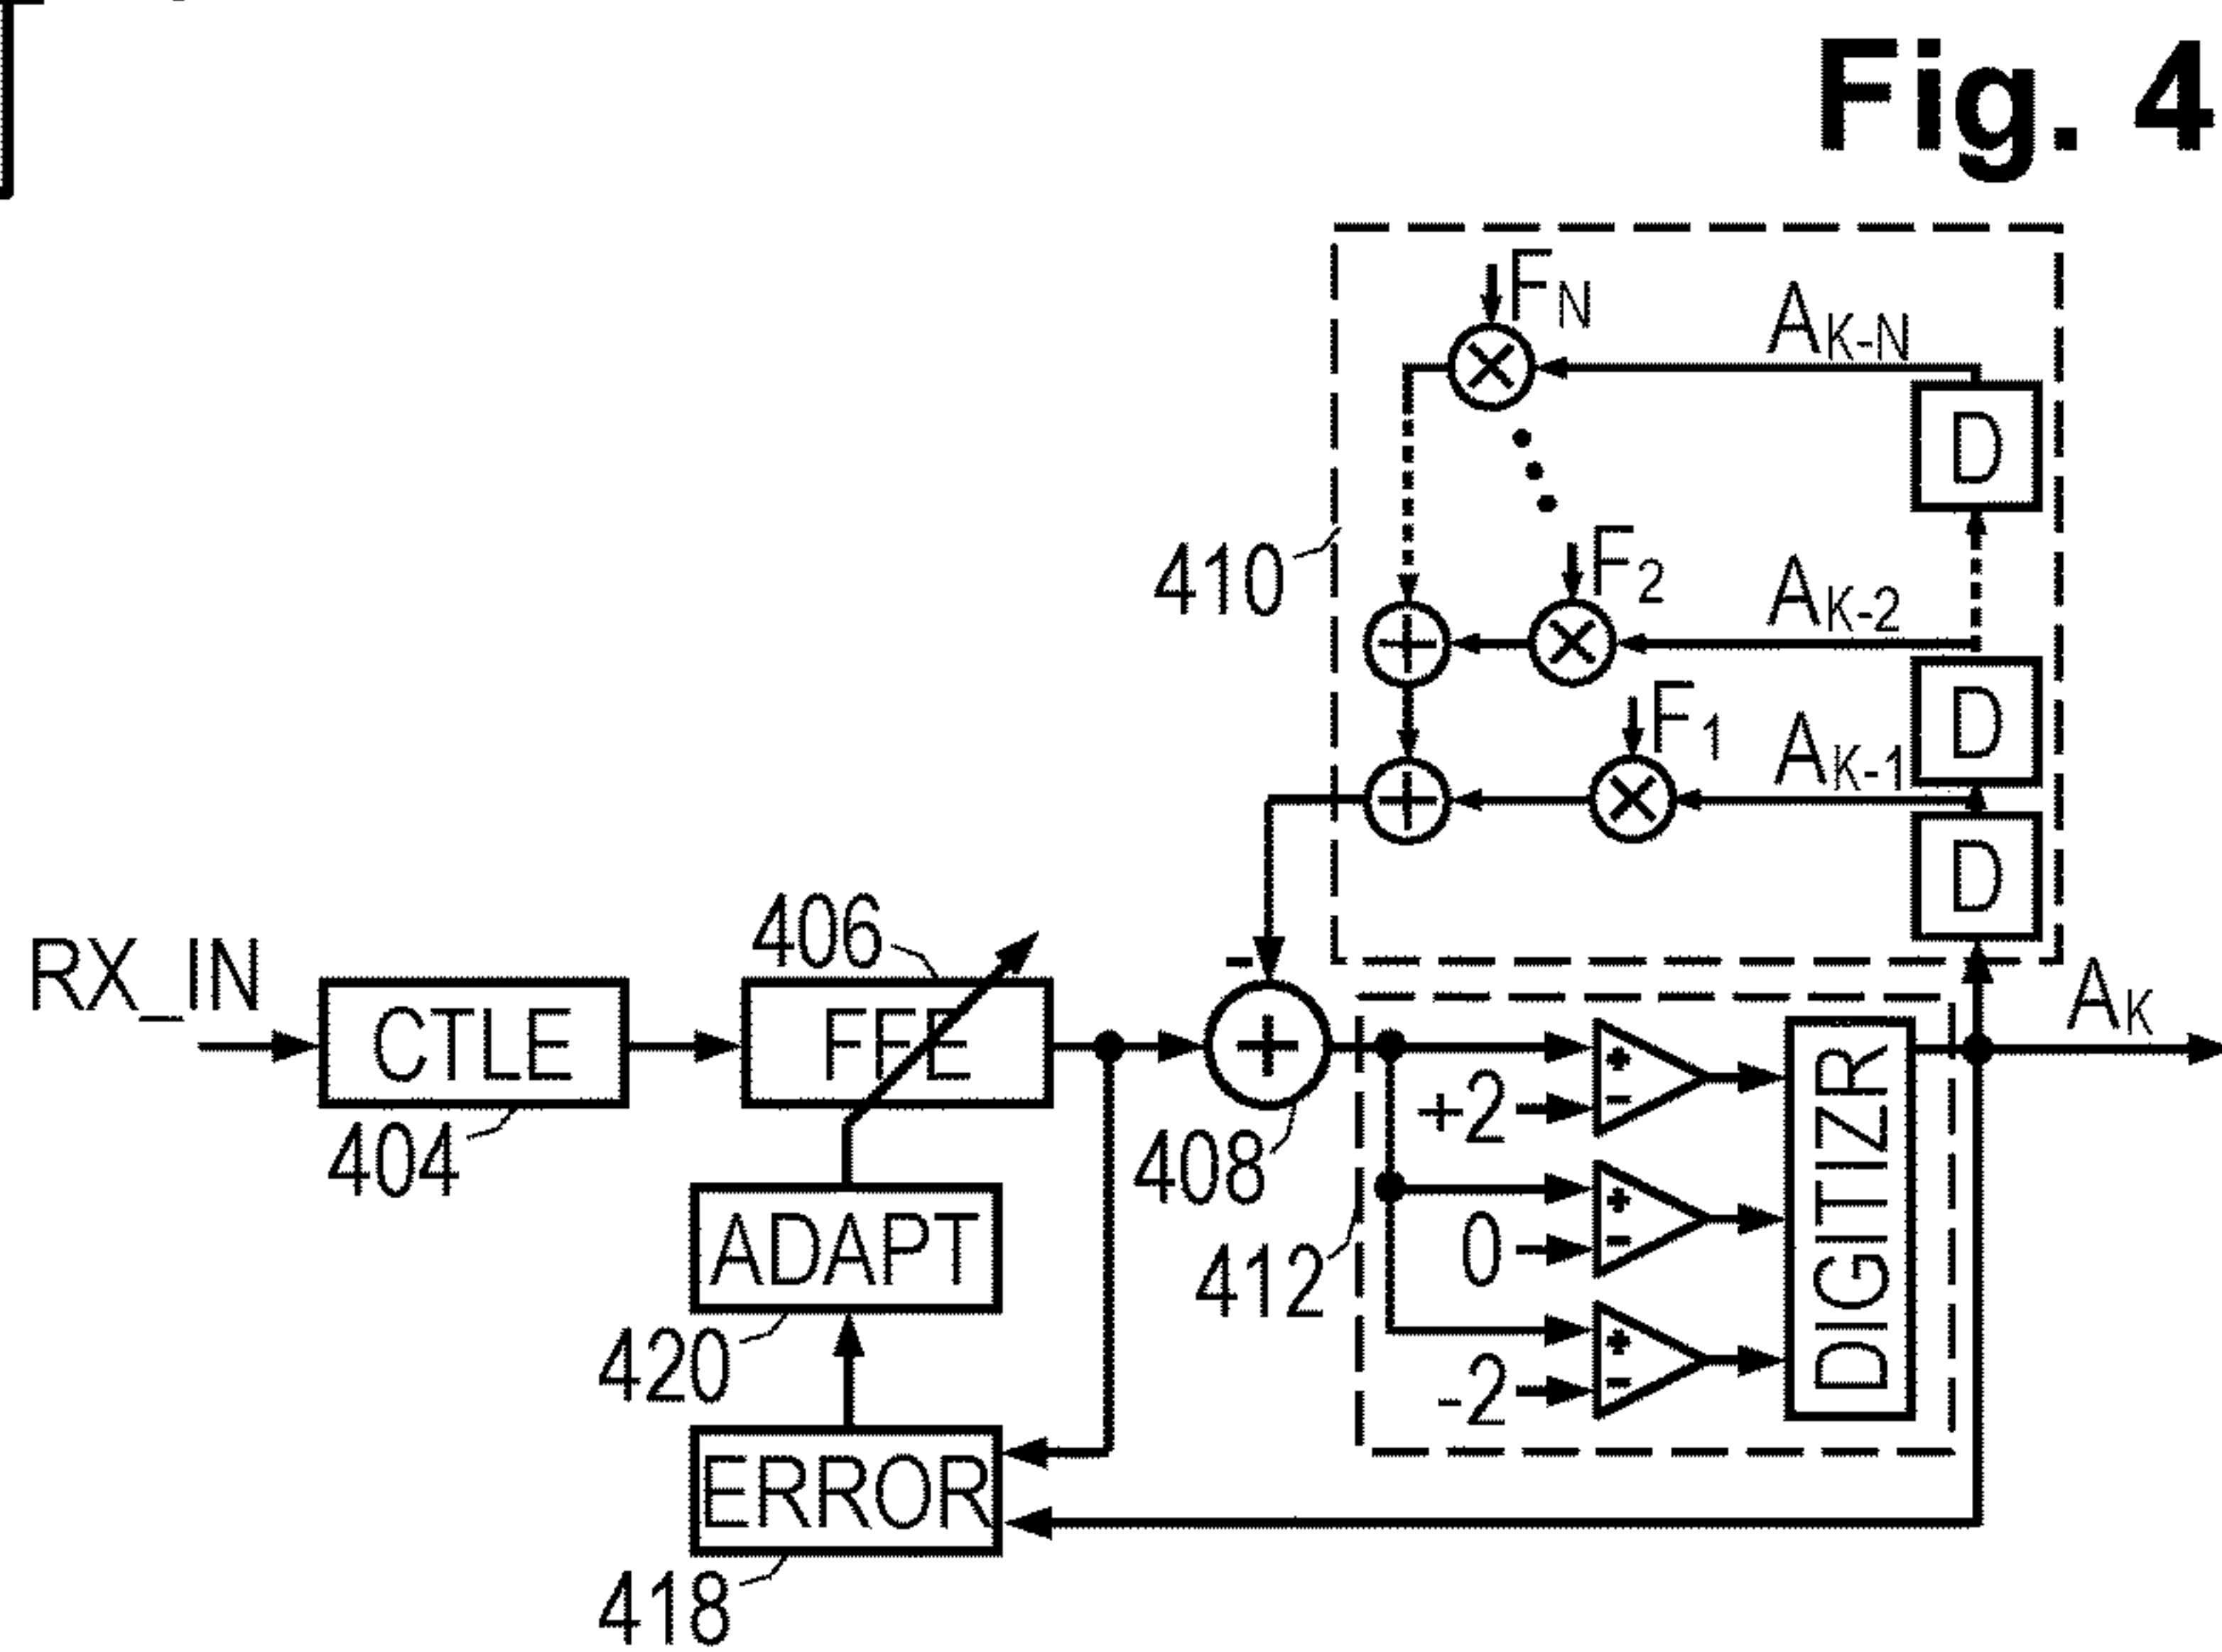 Fig. 4
FN
AK-N
D
410
F2
AK-2
D
F1
AK-1
D
RX_IN
CTLE
404
406
FFE
-
+
408
AK
412
+2
0
-2
+
-
+
-
+
-
DIGITIZR
ADAPT
420
ERROR
418